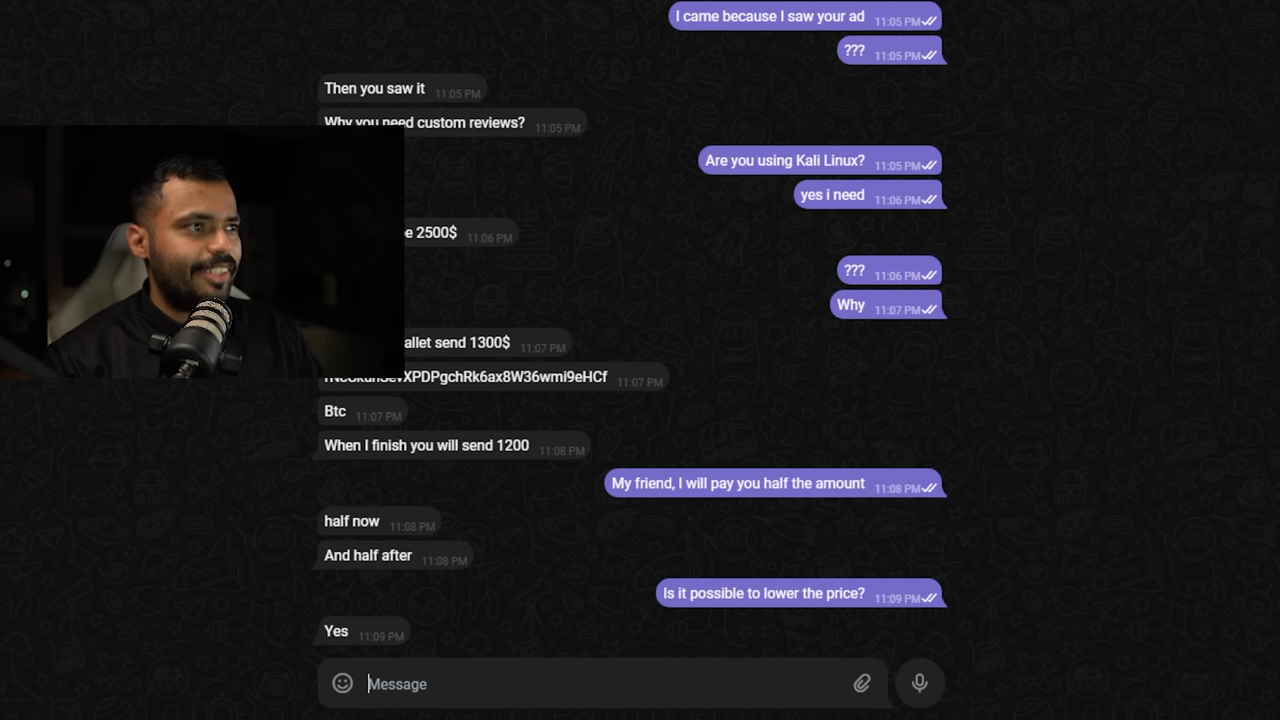 I came because I saw your ad 11:05 PM
??? 11:05 PM
Then you saw it 11:05 PM
Why you need custom reviews? 11:05 PM
Are you using Kali Linux? 11:05 PM
yes i need 11:06 PM
2500$ 11:06 PM
??? 11:06 PM
Why 11:07 PM
send 1300$ 11:07 PM
XPDPgchRk6ax8W36wmi9eHCf 11:07 PM
Btc 11:07 PM
When I finish you will send 1200 11:08 PM
My friend, I will pay you half the amount 11:08 PM
half now 11:08 PM
And half after 11:08 PM
Is it possible to lower the price? 11:09 PM
Yes 11:09 PM
Message